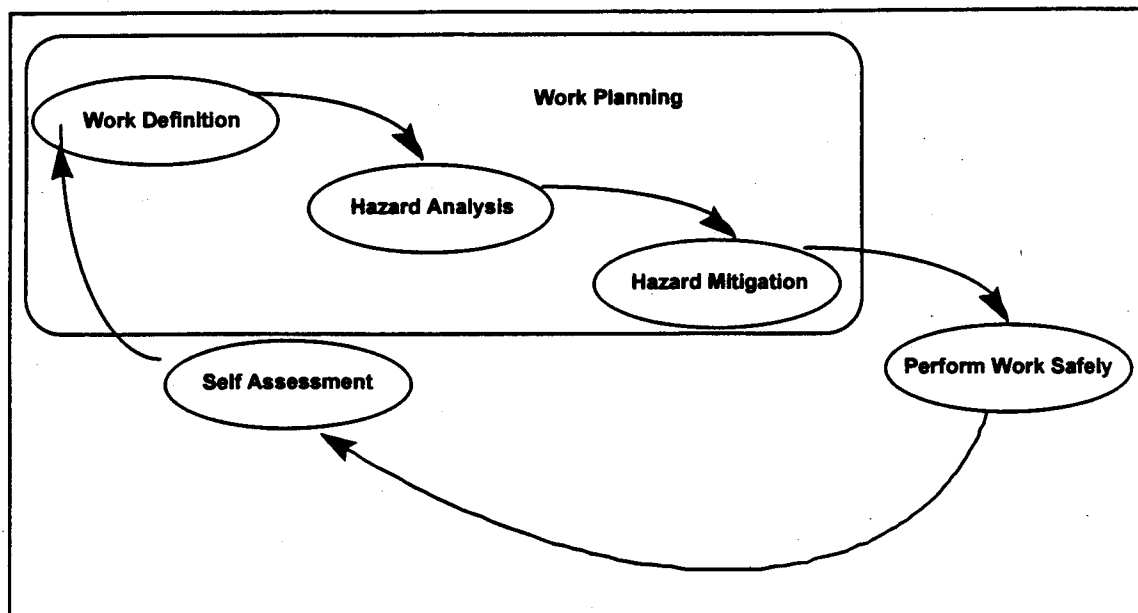 Work Planning
Work Definition
Hazard Analysis
Hazard Mitigation
Perform Work Safely
Self Assessment